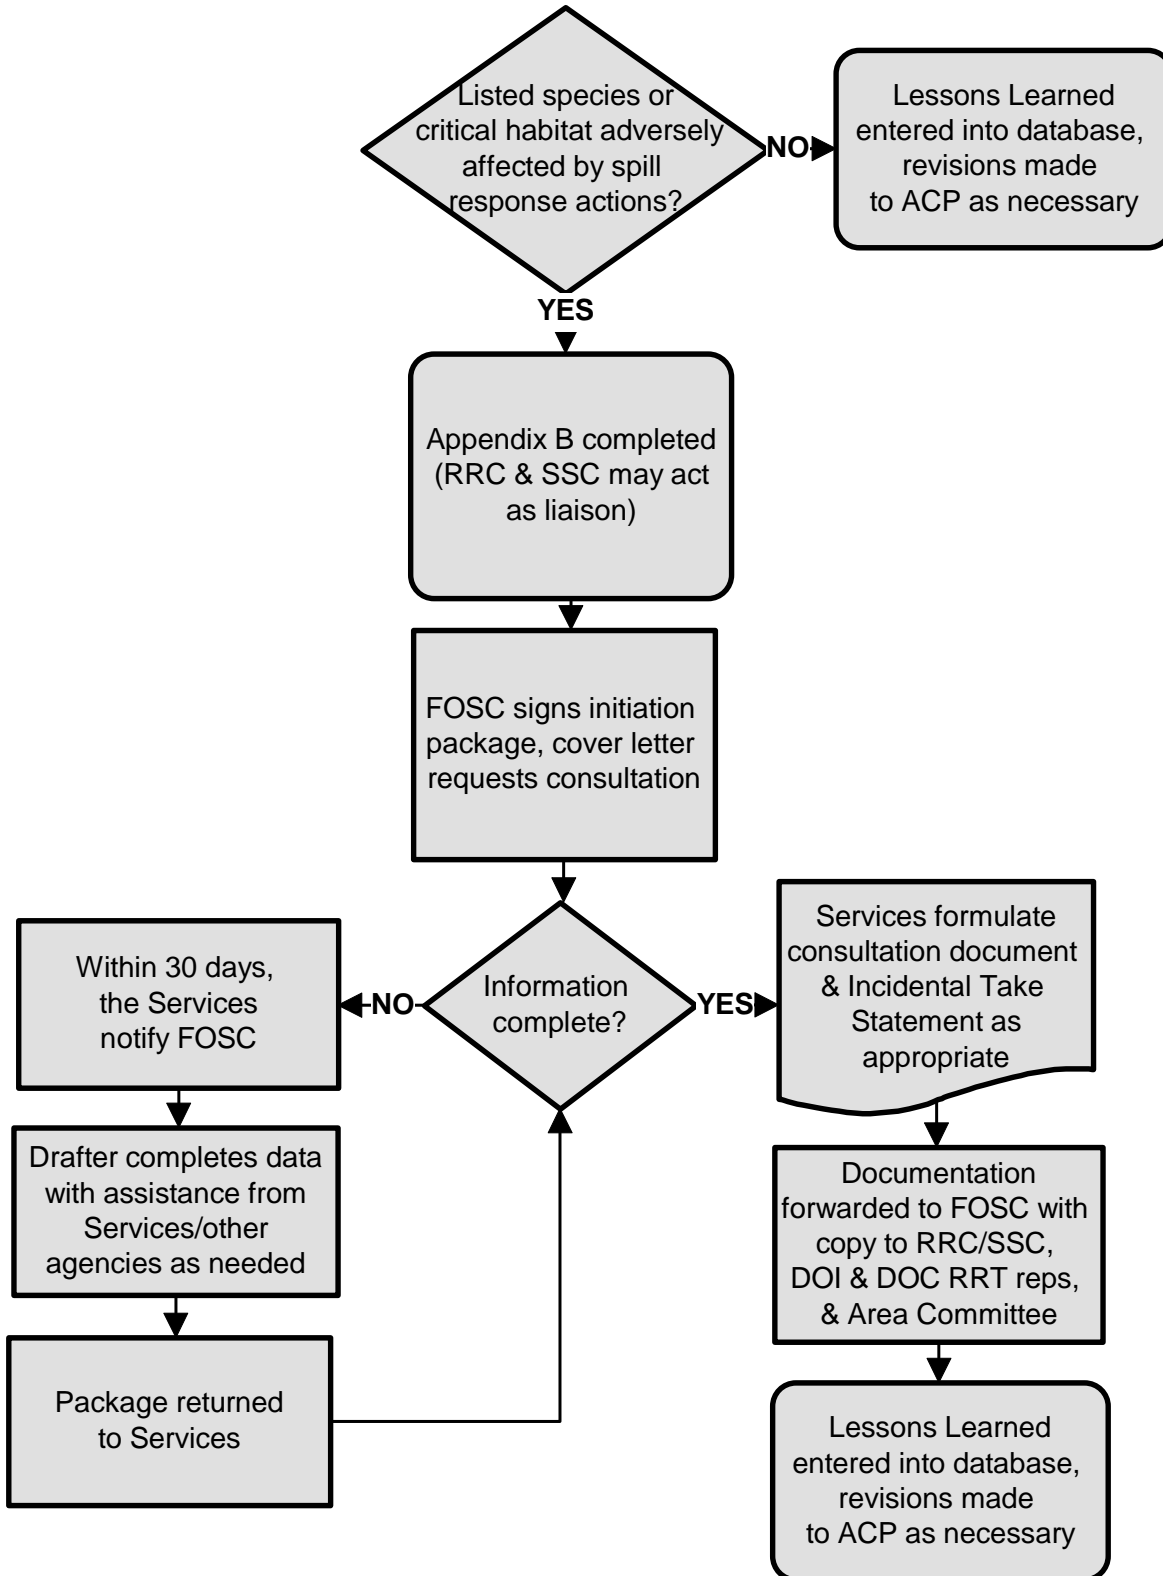 Listed species or
critical habitat adversely
affected by spill
response actions?
NO
Lessons Learned
entered into database,
revisions made
to ACP as necessary
YES
Appendix B completed
(RRC & SSC may act
as liaison)
FOSC signs initiation
package, cover letter
requests consultation
Information
complete?
NO
Within 30 days,
the Services
notify FOSC
Drafter completes data
with assistance from
Services/other
agencies as needed
Package returned
to Services
YES
Services formulate
consultation document
& Incidental Take
Statement as
appropriate
Documentation
forwarded to FOSC with
copy to RRC/SSC,
DOI & DOC RRT reps,
& Area Committee
Lessons Learned
entered into database,
revisions made
to ACP as necessary